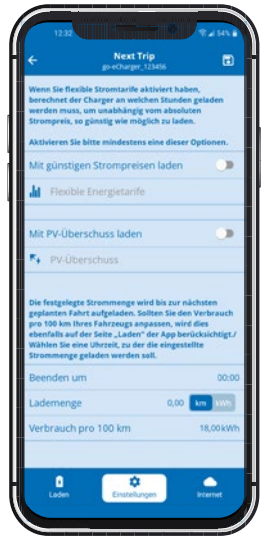 12:32
54%
Next Trip
go-eCharger_123456
Wenn Sie flexible Stromtarife aktiviert haben,
berechnet der Charger an welchen Stunden geladen
werden muss, um unabhängig vom absoluten
Strompreis, so günstig wie möglich zu laden.
Aktivieren Sie bitte mindestens eine dieser Optionen.
Mit günstigen Strompreisen laden
Flexible Energietarife
Mit PV-Überschuss laden
PV-Überschuss
Die festgelegte Strommenge wird bis zur nächsten
geplanten Fahrt aufgeladen. Sollten Sie den Verbrauch
pro 100 km Ihres Fahrzeugs anpassen, wird dies
ebenfalls auf der Seite „Laden" der App berücksichtigt./
Wählen Sie eine Uhrzeit, zu der die eingestellte
Strommenge geladen werden soll.
Beenden um 00:00
Lademenge 0,00 km kWh
Verbrauch pro 100 km 18,00 kWh
Laden Einstellungen Internet